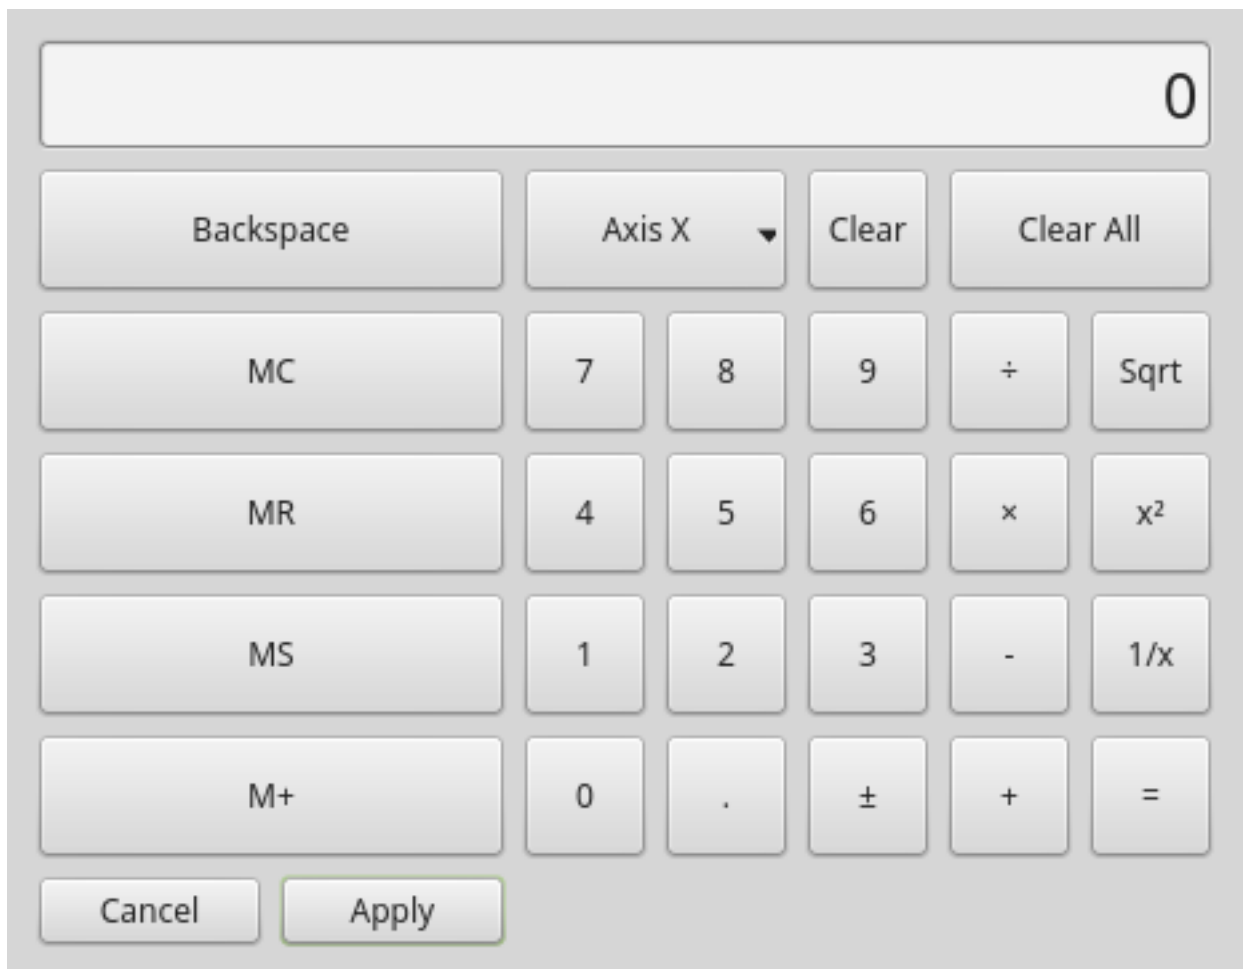 0
Backspace Axis X Clear Clear All
MC 7 8 9 ÷ Sqrt
MR 4 5 6 × x²
MS 1 2 3 - 1/x
M+ 0 . ± + =
Cancel Apply